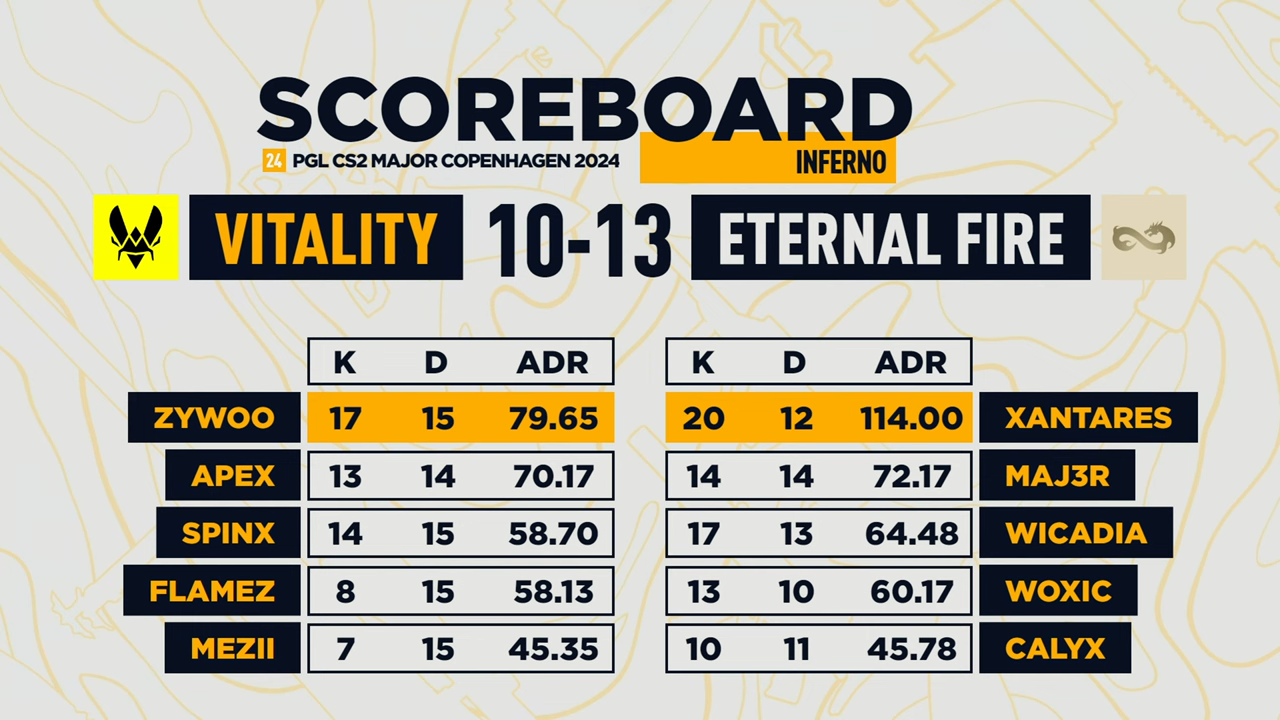 SCOREBOARD
24 PGL CS2 MAJOR COPENHAGEN 2024
INFERNO
VITALITY 10-13 ETERNAL FIRE
K D ADR K D ADR
ZYWOO 17 15 79.65 20 12 114.00 XANTARES
APEX 13 14 70.17 14 14 72.17 MAJ3R
SPINX 14 15 58.70 17 13 64.48 WICADIA
FLAMEZ 8 15 58.13 13 10 60.17 WOXIC
MEZII 7 15 45.35 10 11 45.78 CALYX